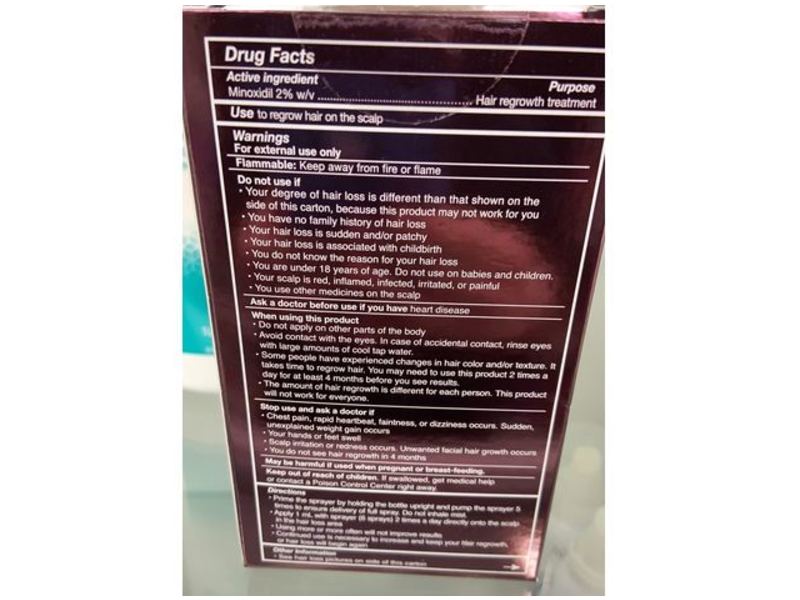 Drug Facts
Active ingredient Purpose
Minoxidil 2% w/v ........................................ Hair regrowth treatment
Use to regrow hair on the scalp
Warnings
For external use only
Flammable: Keep away from fire or flame
Do not use if
• Your degree of hair loss is different than that shown on the
side of this carton, because this product may not work for you
• You have no family history of hair loss
• Your hair loss is sudden and/or patchy
• Your hair loss is associated with childbirth
• You do not know the reason for your hair loss
• You are under 18 years of age. Do not use on babies and children.
• Your scalp is red, inflamed, infected, irritated, or painful
• You use other medicines on the scalp
Ask a doctor before use if you have heart disease
When using this product
• Do not apply on other parts of the body
• Avoid contact with the eyes. In case of accidental contact, rinse eyes
with large amounts of cool tap water.
• Some people have experienced changes in hair color and/or texture. It
takes time to regrow hair. You may need to use this product 2 times a
day for at least 4 months before you see results.
• The amount of hair regrowth is different for each person. This product
will not work for everyone.
Stop use and ask a doctor if
• Chest pain, rapid heartbeat, faintness, or dizziness occurs. Sudden,
unexplained weight gain occurs
• Your hands or feet swell
• Scalp irritation or redness occurs. Unwanted facial hair growth occurs
• You do not see hair regrowth in 4 months
May be harmful if used when pregnant or breast-feeding.
Keep out of reach of children. If swallowed, get medical help
or contact a Poison Control Center right away.
Directions
• Prime the sprayer by holding the bottle upright and pump the sprayer 5
times to ensure delivery of full spray. Do not inhale mist.
• Apply 1 mL with sprayer (6 sprays) 2 times a day directly onto the scalp
in the hair loss area
• Using more or more often will not improve results
• Continued use is necessary to increase and keep your hair regrowth,
or hair loss will begin again
Other information
• See hair loss pictures on side of this carton